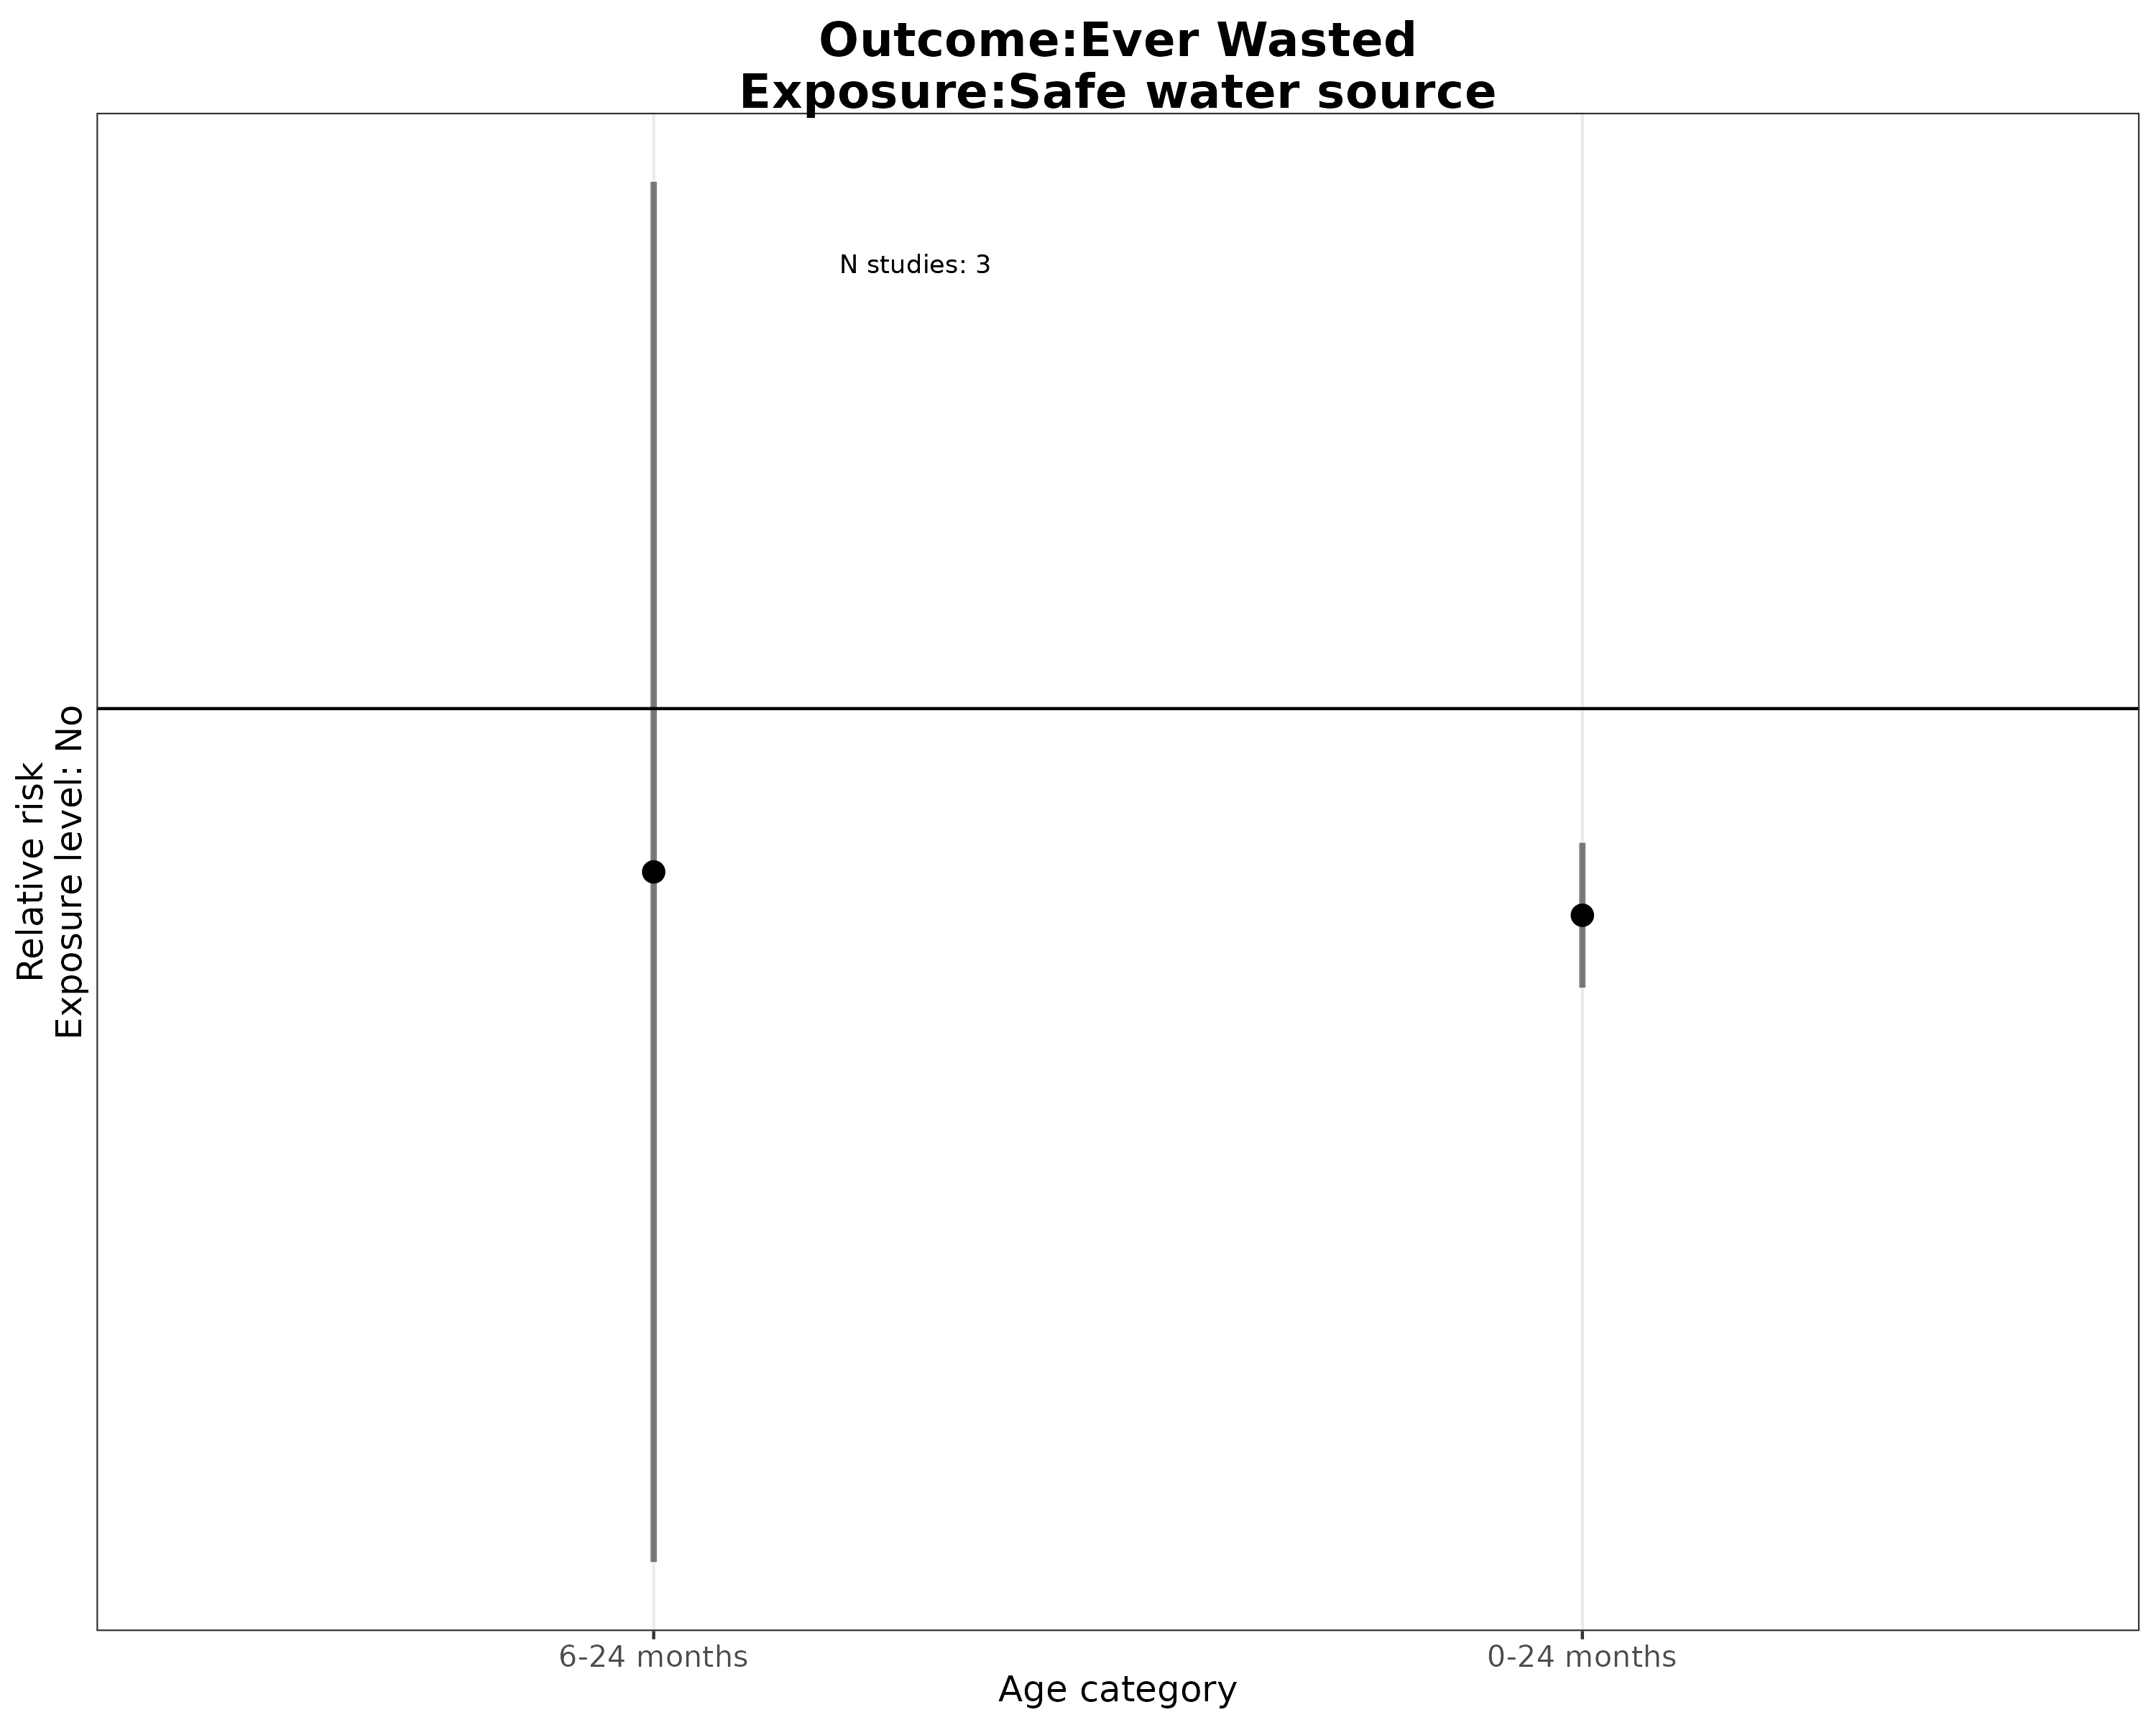 Outcome:Ever Wasted
Exposure:Safe water source
N studies: 3
Relative risk
Exposure level: No
6-24 months
0-24 months
Age category